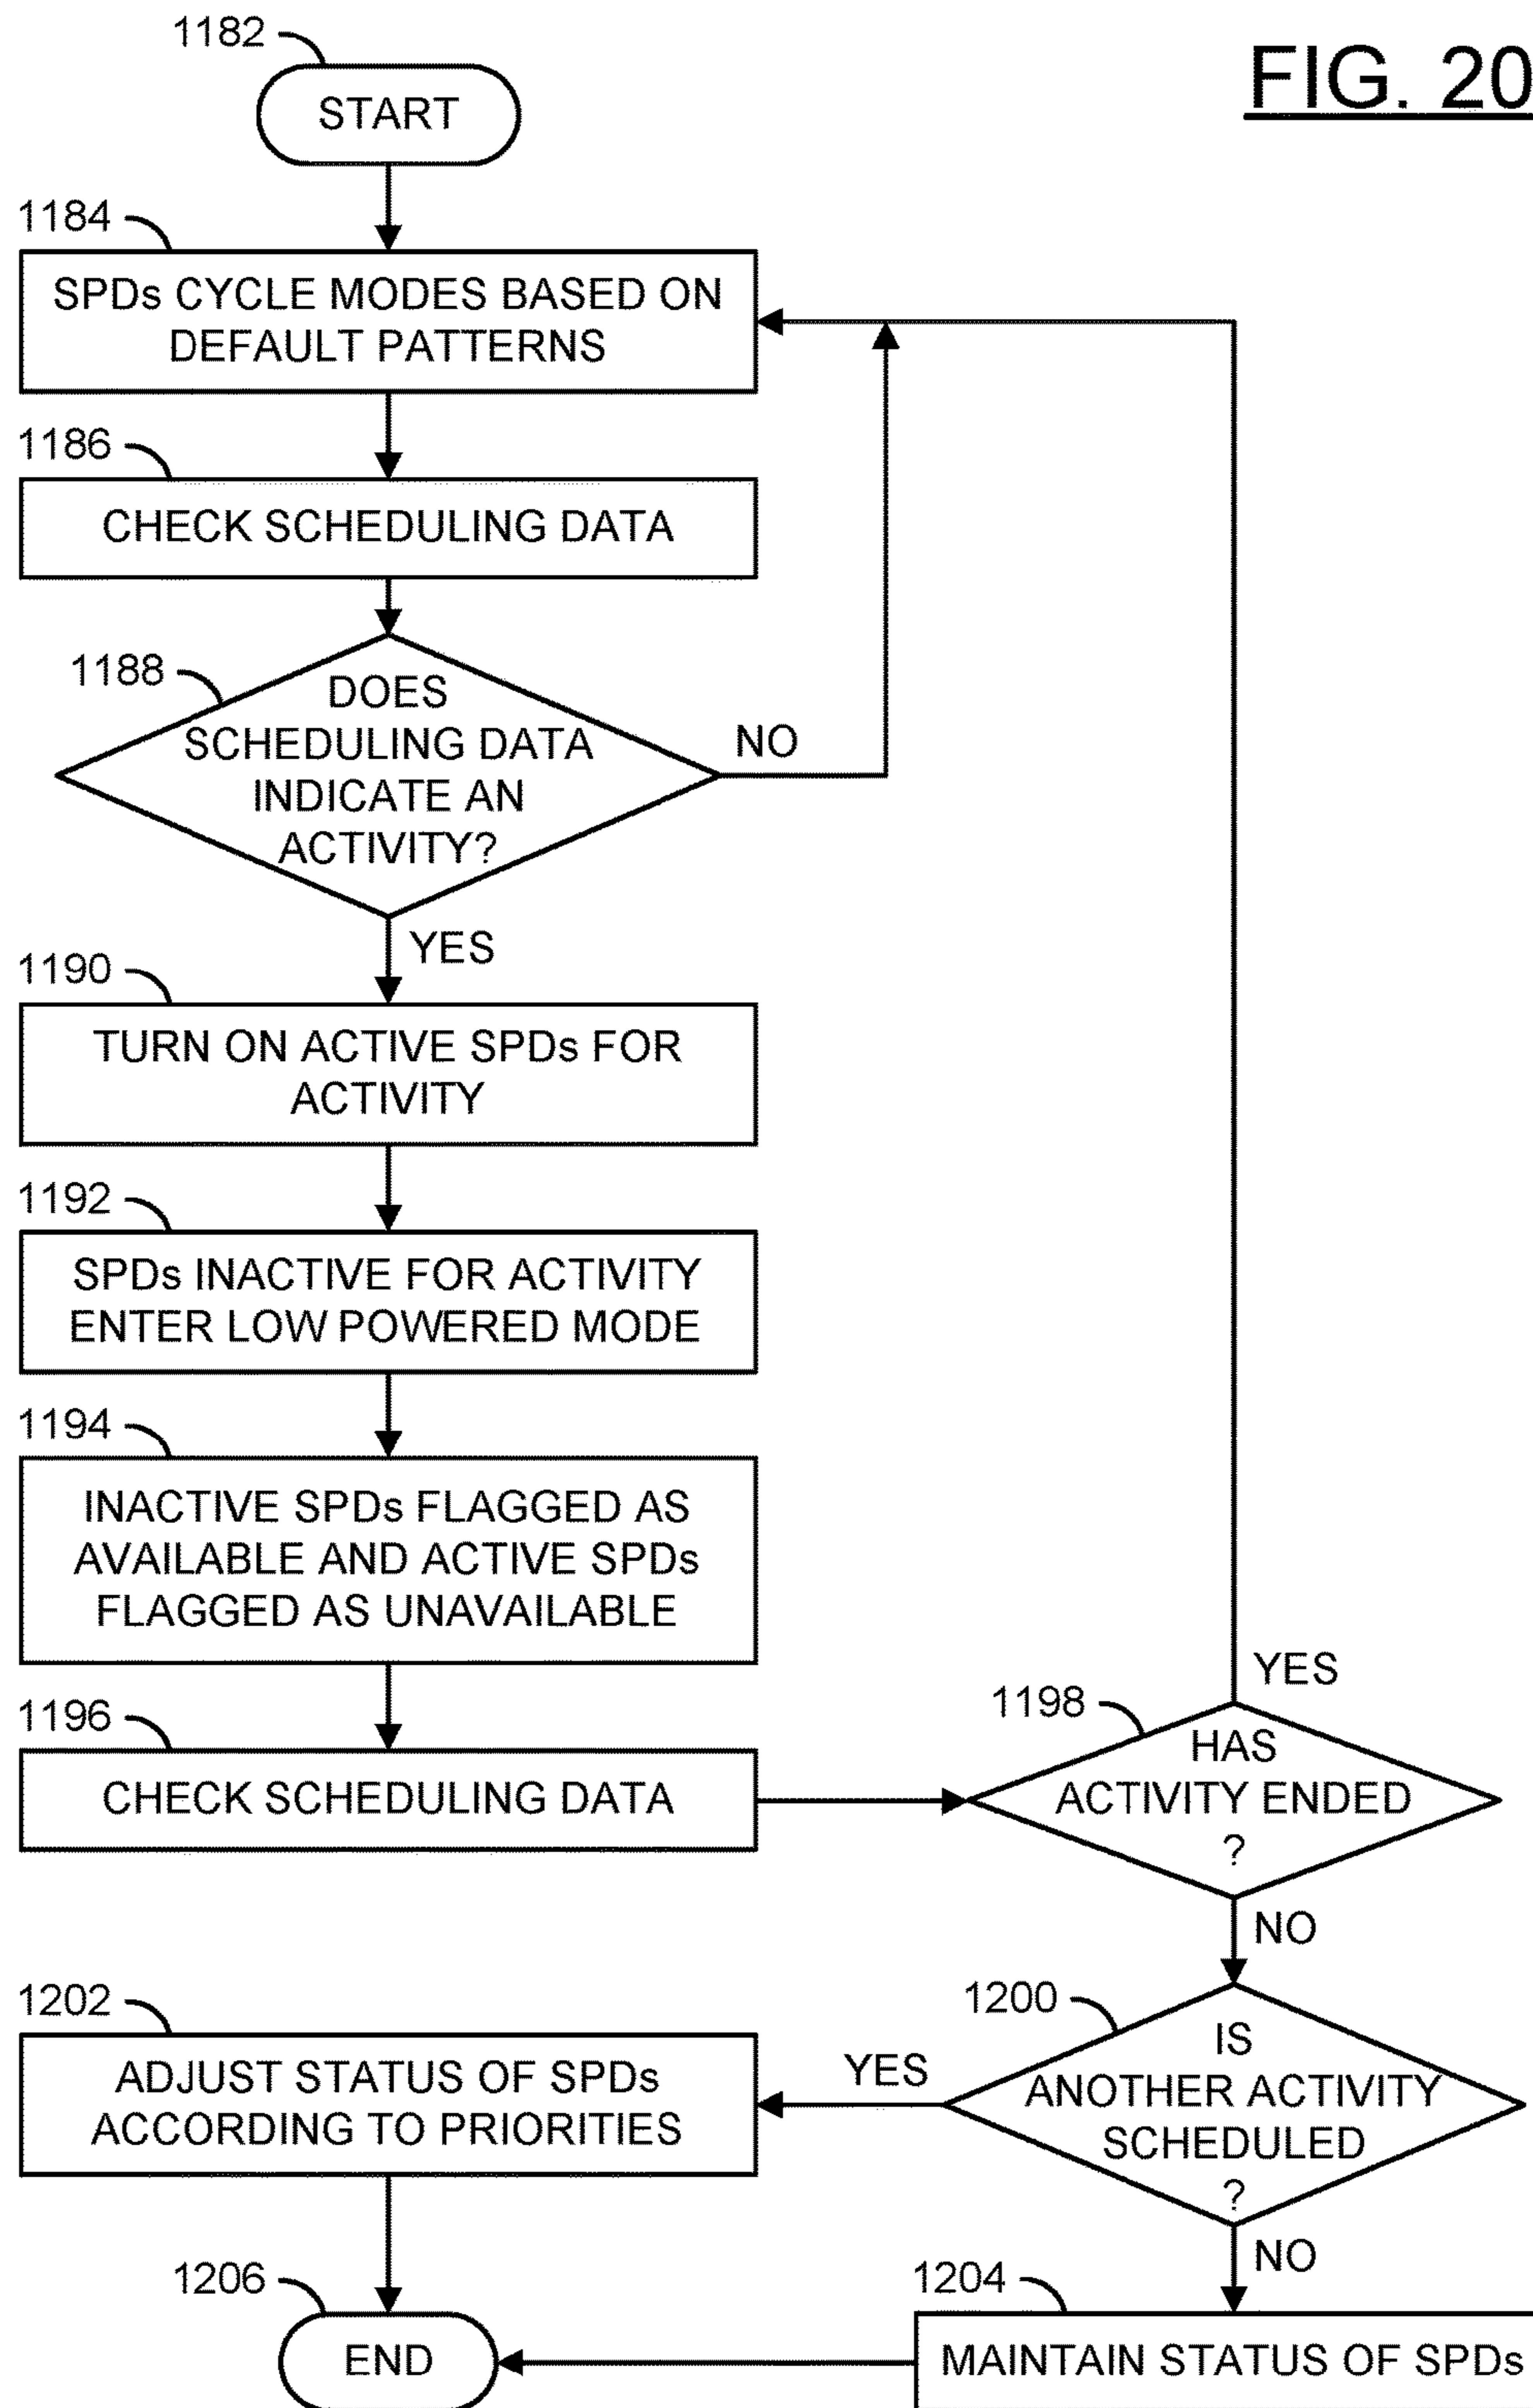 FIG. 20
1182
START
1184
SPDs CYCLE MODES BASED ON
DEFAULT PATTERNS
1186
CHECK SCHEDULING DATA
1188
DOES
SCHEDULING DATA
INDICATE AN
ACTIVITY?
NO
YES
1190
TURN ON ACTIVE SPDs FOR
ACTIVITY
1192
SPDs INACTIVE FOR ACTIVITY
ENTER LOW POWERED MODE
1194
INACTIVE SPDs FLAGGED AS
AVAILABLE AND ACTIVE SPDs
FLAGGED AS UNAVAILABLE
1196
CHECK SCHEDULING DATA
1198
YES
HAS
ACTIVITY ENDED
?
NO
1200
IS
ANOTHER ACTIVITY
SCHEDULED
?
YES
NO
1202
ADJUST STATUS OF SPDs
ACCORDING TO PRIORITIES
1204
MAINTAIN STATUS OF SPDs
1206
END